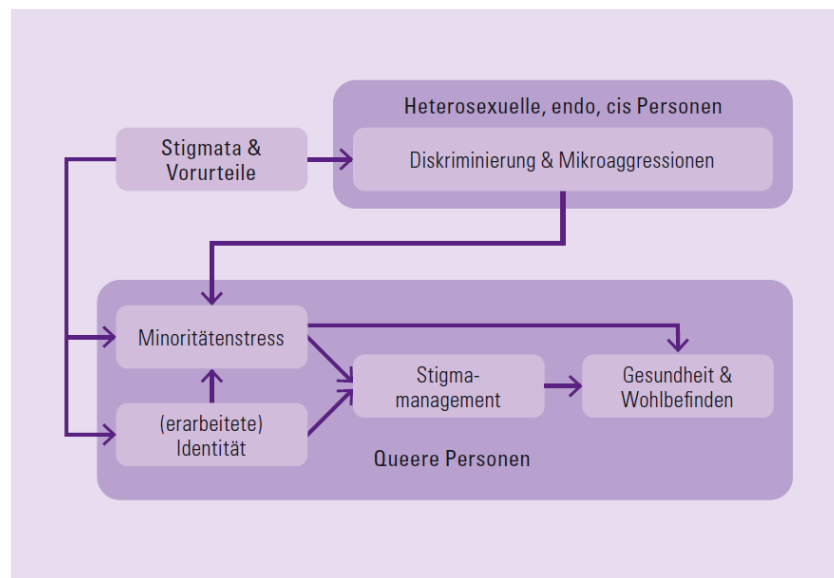 Heterosexuelle, endo, cis Personen
Stigmata &
Vorurteile
Diskriminierung & Mikroaggressionen
Minoritätenstress
Stigma-
management
Gesundheit &
Wohlbefinden
(erarbeitete)
Identität
Queere Personen